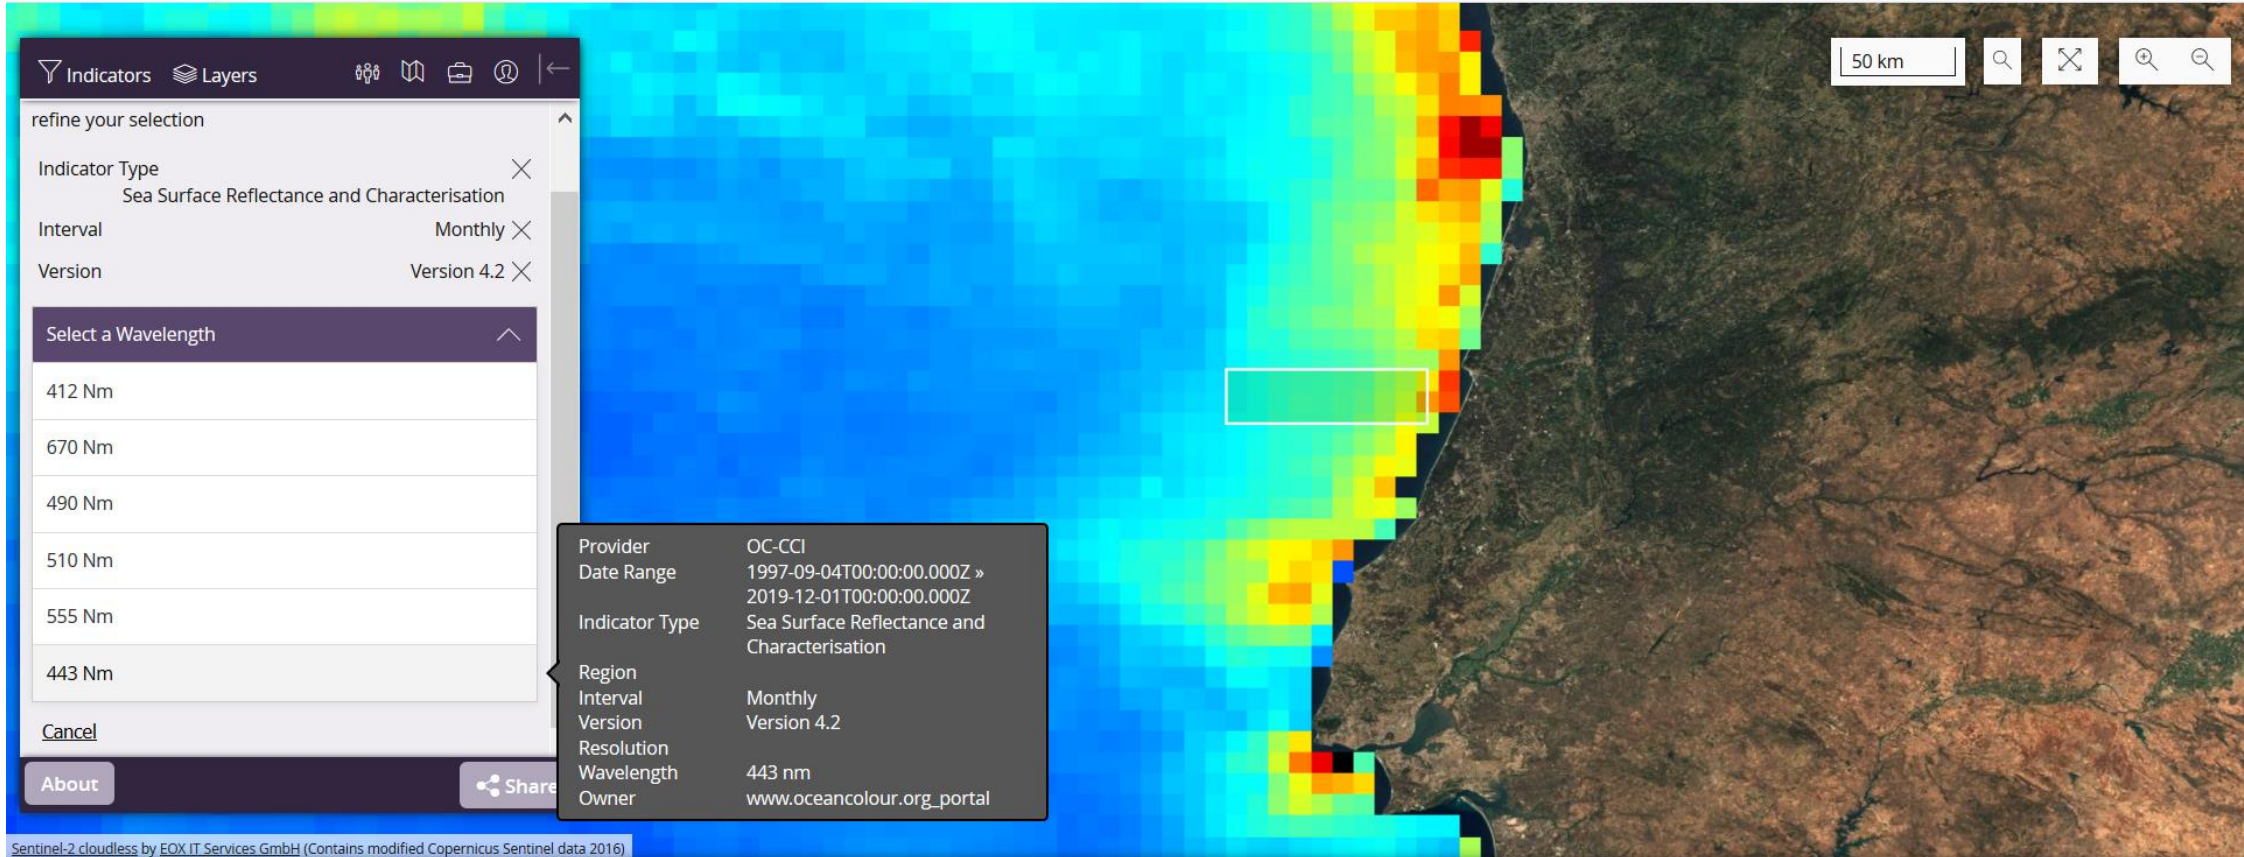 Indicators
Layers
50 km
refine your selection
Indicator Type
Sea Surface Reflectance and Characterisation
Interval Monthly
Version Version 4.2
Select a Wavelength
412 Nm
670 Nm
490 Nm
510 Nm
555 Nm
443 Nm
Cancel
About
Share
Provider OC-CCI
Date Range 1997-09-04T00:00:00.000Z »
2019-12-01T00:00:00.000Z
Indicator Type Sea Surface Reflectance and
Characterisation
Region
Interval Monthly
Version Version 4.2
Resolution
Wavelength 443 nm
Owner www.oceancolour.org_portal
Sentinel-2 cloudless by EOX IT Services GmbH (Contains modified Copernicus Sentinel data 2016)